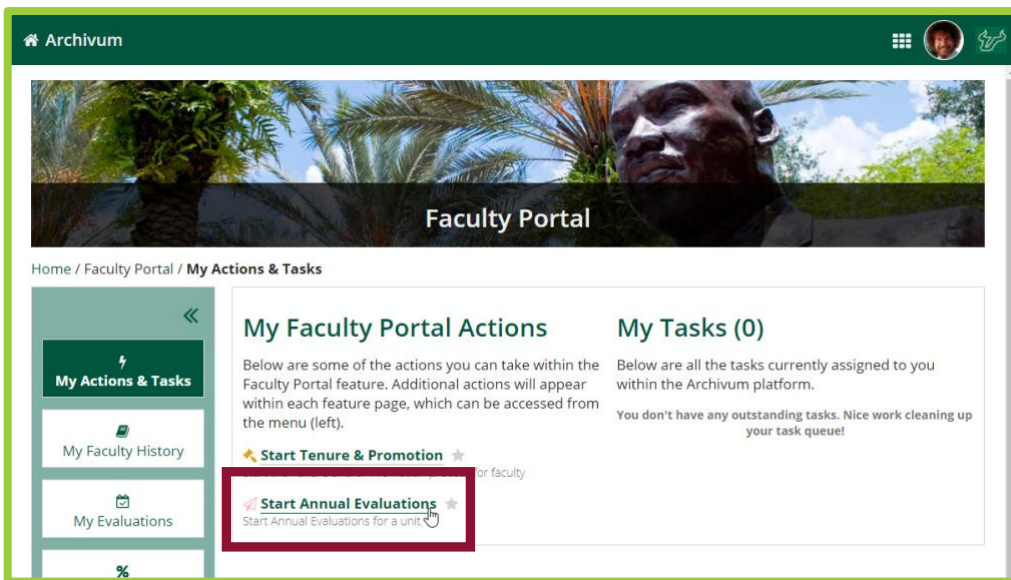 Archivum
Faculty Portal
Home / Faculty Portal / My Actions & Tasks
My Actions & Tasks
My Faculty History
My Evaluations
%
My Faculty Portal Actions
Below are some of the actions you can take within the
Faculty Portal feature. Additional actions will appear
within each feature page, which can be accessed from
the menu (left).
Start Tenure & Promotion
for faculty
Start Annual Evaluations
Start Annual Evaluations for a unit
My Tasks (0)
Below are all the tasks currently assigned to you
within the Archivum platform.
You don't have any outstanding tasks. Nice work cleaning up
your task queue!